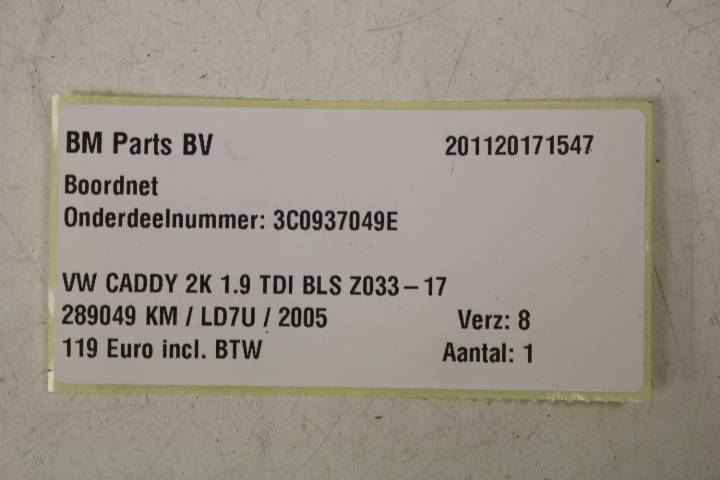 BM Parts BV 201120171547
Boordnet
Onderdeelnummer: 3C0937049E
VW CADDY 2K 1.9 TDI BLS Z033-17
289049 KM / LD7U / 2005 Verz: 8
119 Euro incl. BTW Aantal: 1